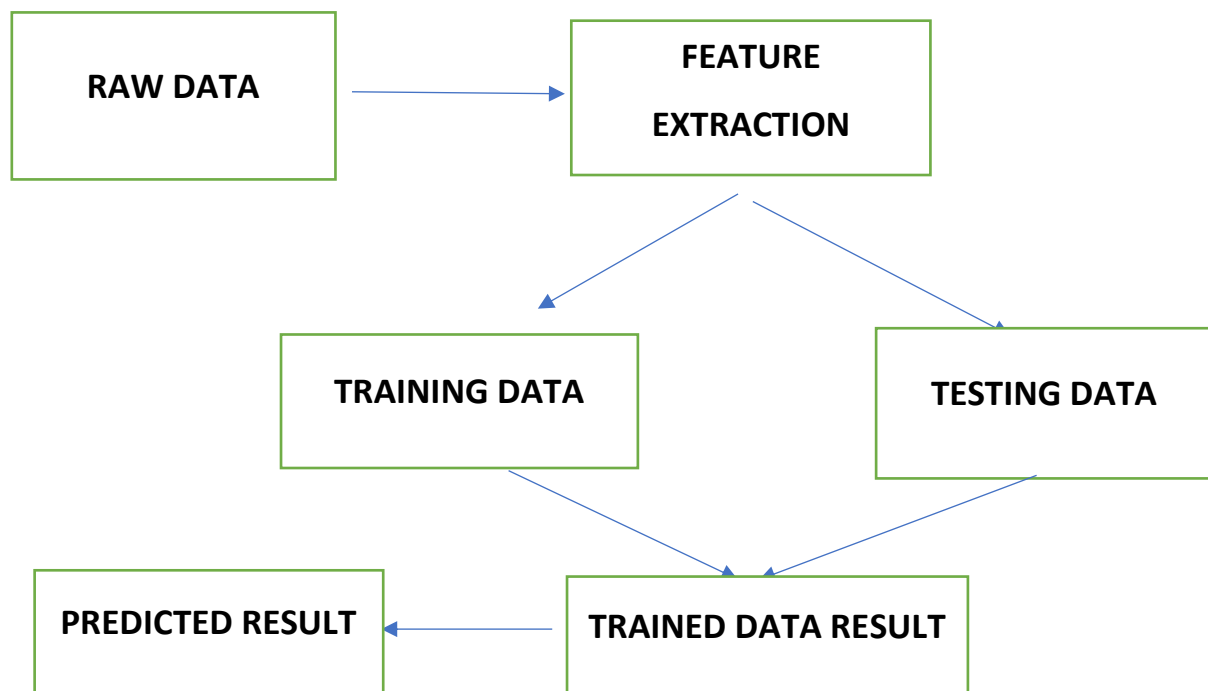 RAW DATA
FEATURE
EXTRACTION
TRAINING DATA
TESTING DATA
PREDICTED RESULT
TRAINED DATA RESULT